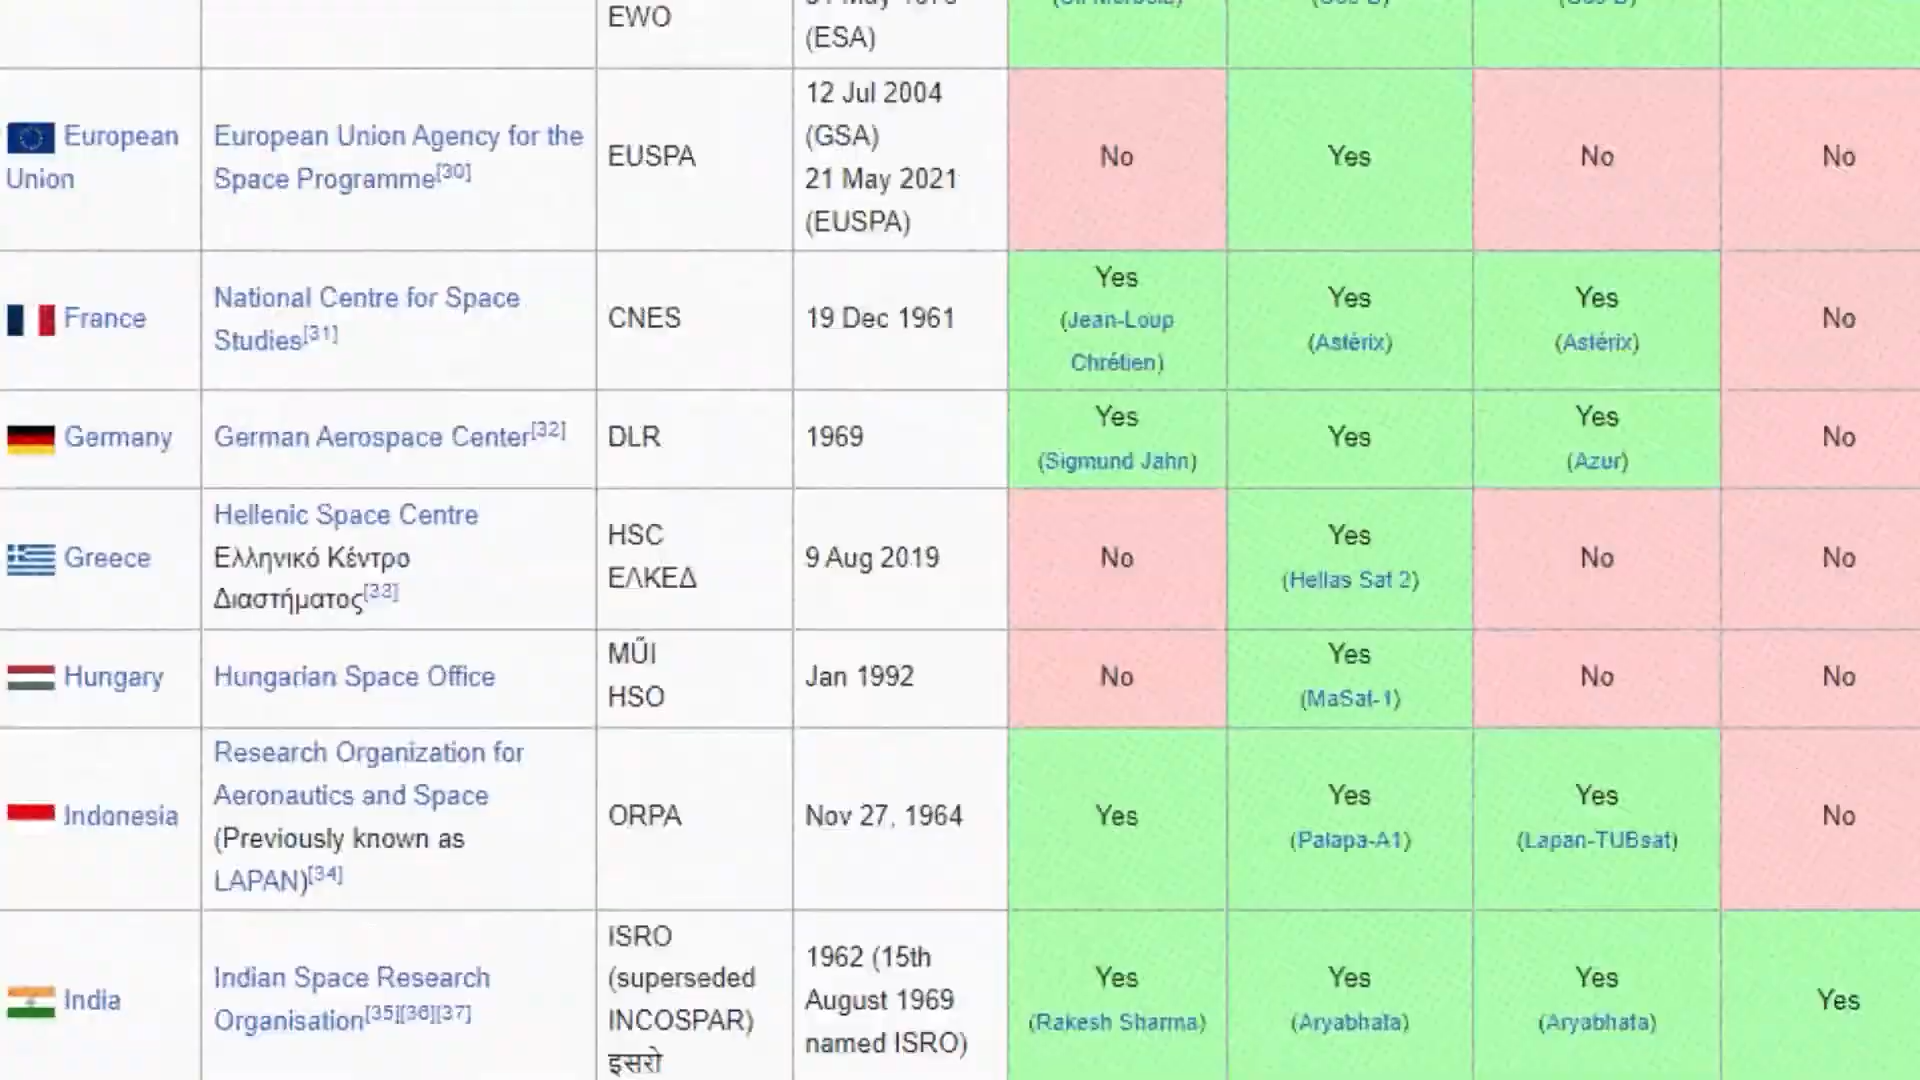 EWO
(ESA)
European Union
European Union Agency for the Space Programme[30]
EUSPA
12 Jul 2004
(GSA)
21 May 2021
(EUSPA)
No
Yes
No
No
France
National Centre for Space Studies[31]
CNES
19 Dec 1961
Yes
(Jean-Loup Chrétien)
Yes
(Astérix)
Yes
(Astérix)
No
Germany
German Aerospace Center[32]
DLR
1969
Yes
(Sigmund Jahn)
Yes
Yes
(Azur)
No
Greece
Hellenic Space Centre
Ελληνικό Κέντρο
Διαστήματος[33]
HSC
ΕΛΚΕΔ
9 Aug 2019
No
Yes
(Hellas Sat 2)
No
No
Hungary
Hungarian Space Office
MŰI
HSO
Jan 1992
No
Yes
(MaSat-1)
No
No
Indonesia
Research Organization for
Aeronautics and Space
(Previously known as
LAPAN)[34]
ORPA
Nov 27, 1964
Yes
Yes
(Palapa-A1)
Yes
(Lapan-TUBsat)
No
India
Indian Space Research
Organisation[35][36][37]
ISRO
(superseded
INCOSPAR)
इसरो
1962 (15th
August 1969
named ISRO)
Yes
(Rakesh Sharma)
Yes
(Aryabhata)
Yes
(Aryabhata)
Yes